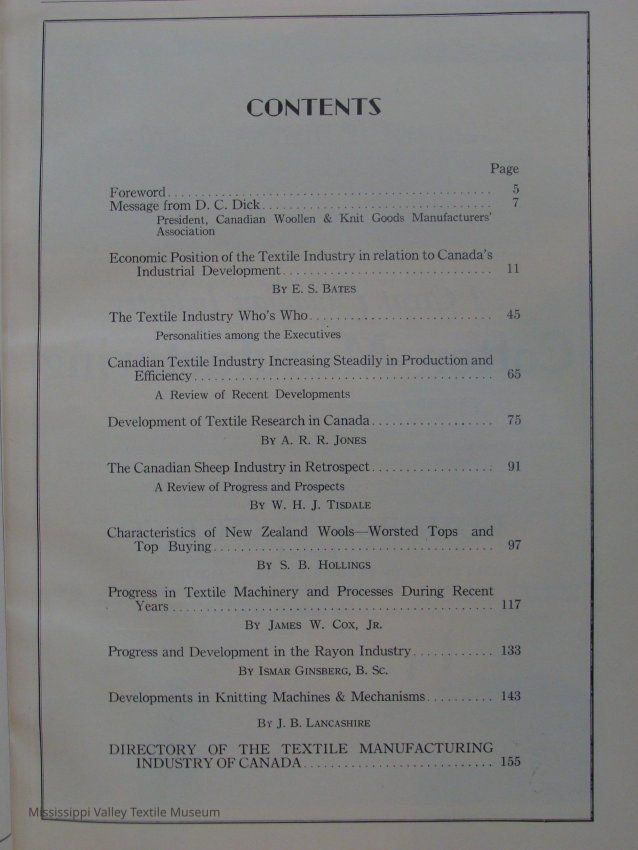 CONTENTS
Page
Foreword. . . . . . . . . . . . . . . . . . . . . . . . . . . . . . . . . . . . . . . . . . . . . . . . 5
Message from D. C. Dick. . . . . . . . . . . . . . . . . . . . . . . . . . . . . . . . . . 7
President, Canadian Woollen & Knit Goods Manufacturers'
Association
Economic Position of the Textile Industry in relation to Canada's
Industrial Development. . . . . . . . . . . . . . . . . . . . . . . . . . . . . . . 11
By E. S. Bates
The Textile Industry Who's Who. . . . . . . . . . . . . . . . . . . . . . . . . . . 45
Personalities among the Executives
Canadian Textile Industry Increasing Steadily in Production and
Efficiency. . . . . . . . . . . . . . . . . . . . . . . . . . . . . . . . . . . . . . . . . . . . 65
A Review of Recent Developments
Development of Textile Research in Canada. . . . . . . . . . . . . . . . . . 75
By A. R. R. Jones
The Canadian Sheep Industry in Retrospect. . . . . . . . . . . . . . . . . . 91
A Review of Progress and Prospects
By W. H. J. Tisdale
Characteristics of New Zealand Wools—Worsted Tops and
Top Buying. . . . . . . . . . . . . . . . . . . . . . . . . . . . . . . . . . . . . . . . . 97
By S. B. Hollings
Progress in Textile Machinery and Processes During Recent
Years . . . . . . . . . . . . . . . . . . . . . . . . . . . . . . . . . . . . . . . . . . . . . . . 117
By James W. Cox, Jr.
Progress and Development in the Rayon Industry. . . . . . . . . . . . 133
By Ismar Ginsberg, B. Sc.
Developments in Knitting Machines & Mechanisms. . . . . . . . . . 143
By J. B. Lancashire
DIRECTORY OF THE TEXTILE MANUFACTURING
INDUSTRY OF CANADA. . . . . . . . . . . . . . . . . . . . . . . . . . . . 155
Mississippi Valley Textile Museum